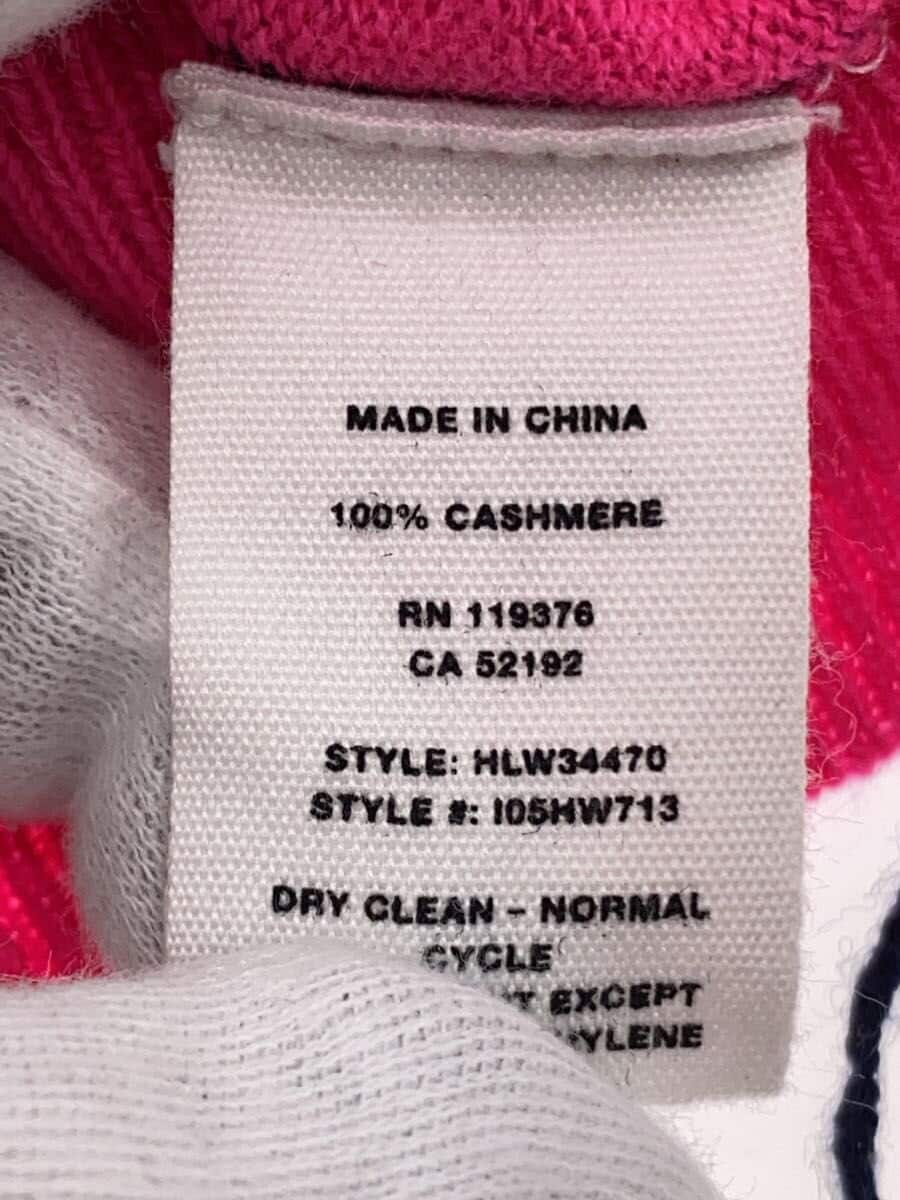 MADE IN CHINA
100% CASHMERE
RN 119376
CA 52192
STYLE: HLW34470
STYLE #: I05HW713
DRY CLEAN - NORMAL
CYCLE
EXCEPT